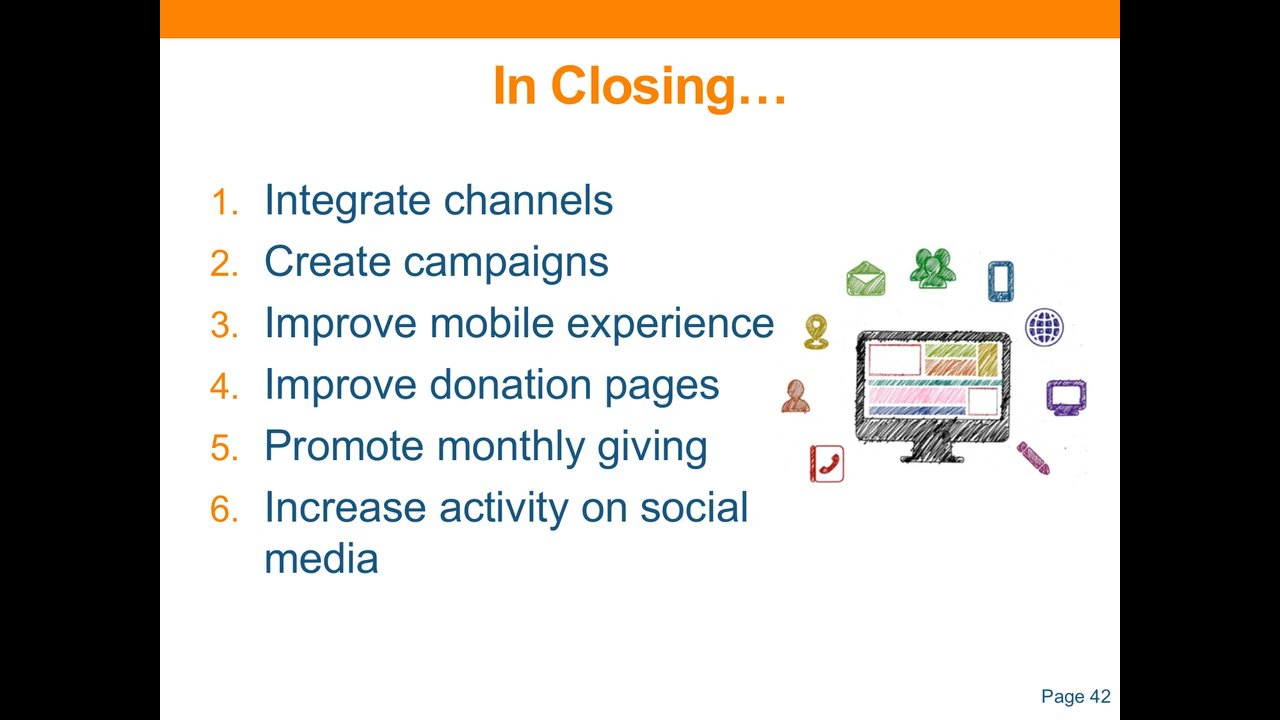 In Closing…
1. Integrate channels
2. Create campaigns
3. Improve mobile experience
4. Improve donation pages
5. Promote monthly giving
6. Increase activity on social
media
Page 42